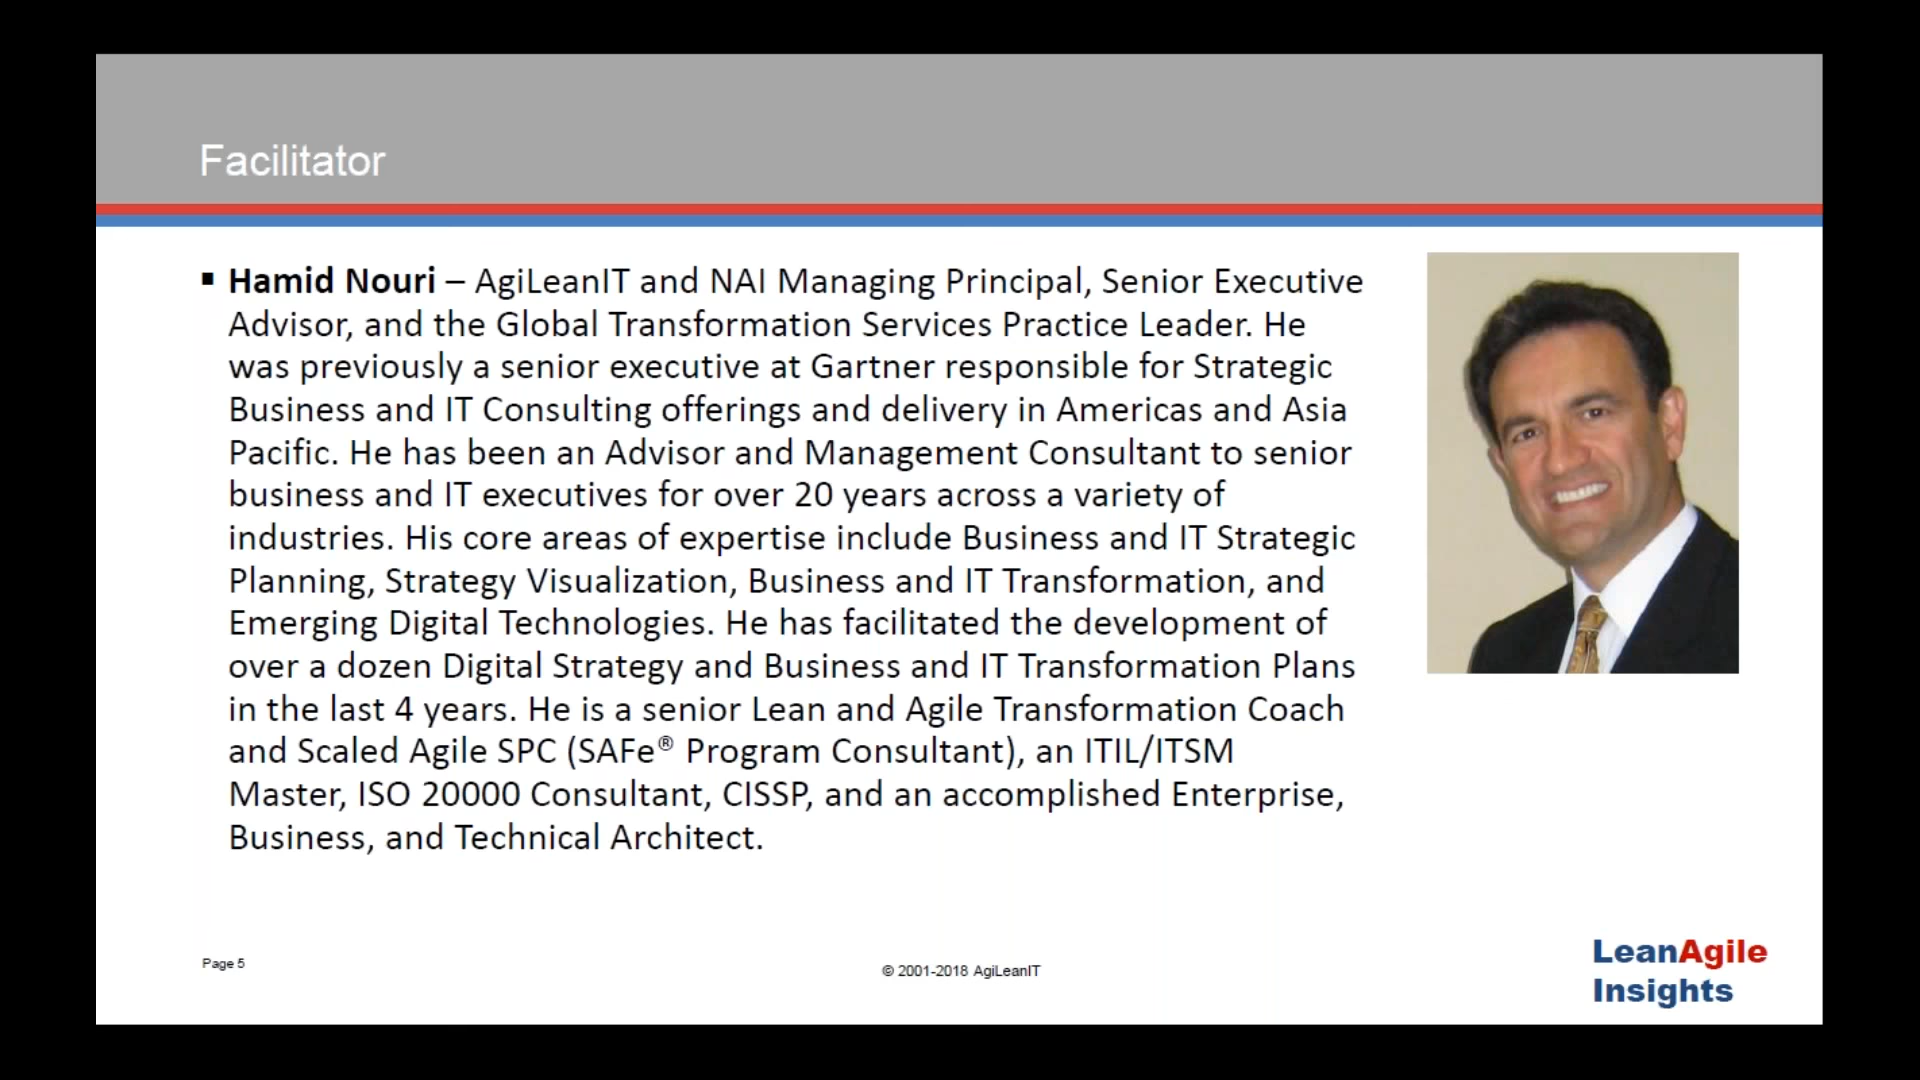 Facilitator
▪ Hamid Nouri – AgiLeanIT and NAI Managing Principal, Senior Executive
Advisor, and the Global Transformation Services Practice Leader. He
was previously a senior executive at Gartner responsible for Strategic
Business and IT Consulting offerings and delivery in Americas and Asia
Pacific. He has been an Advisor and Management Consultant to senior
business and IT executives for over 20 years across a variety of
industries. His core areas of expertise include Business and IT Strategic
Planning, Strategy Visualization, Business and IT Transformation, and
Emerging Digital Technologies. He has facilitated the development of
over a dozen Digital Strategy and Business and IT Transformation Plans
in the last 4 years. He is a senior Lean and Agile Transformation Coach
and Scaled Agile SPC (SAFe® Program Consultant), an ITIL/ITSM
Master, ISO 20000 Consultant, CISSP, and an accomplished Enterprise,
Business, and Technical Architect.
Page 5
© 2001-2018 AgiLeanIT
LeanAgile
Insights